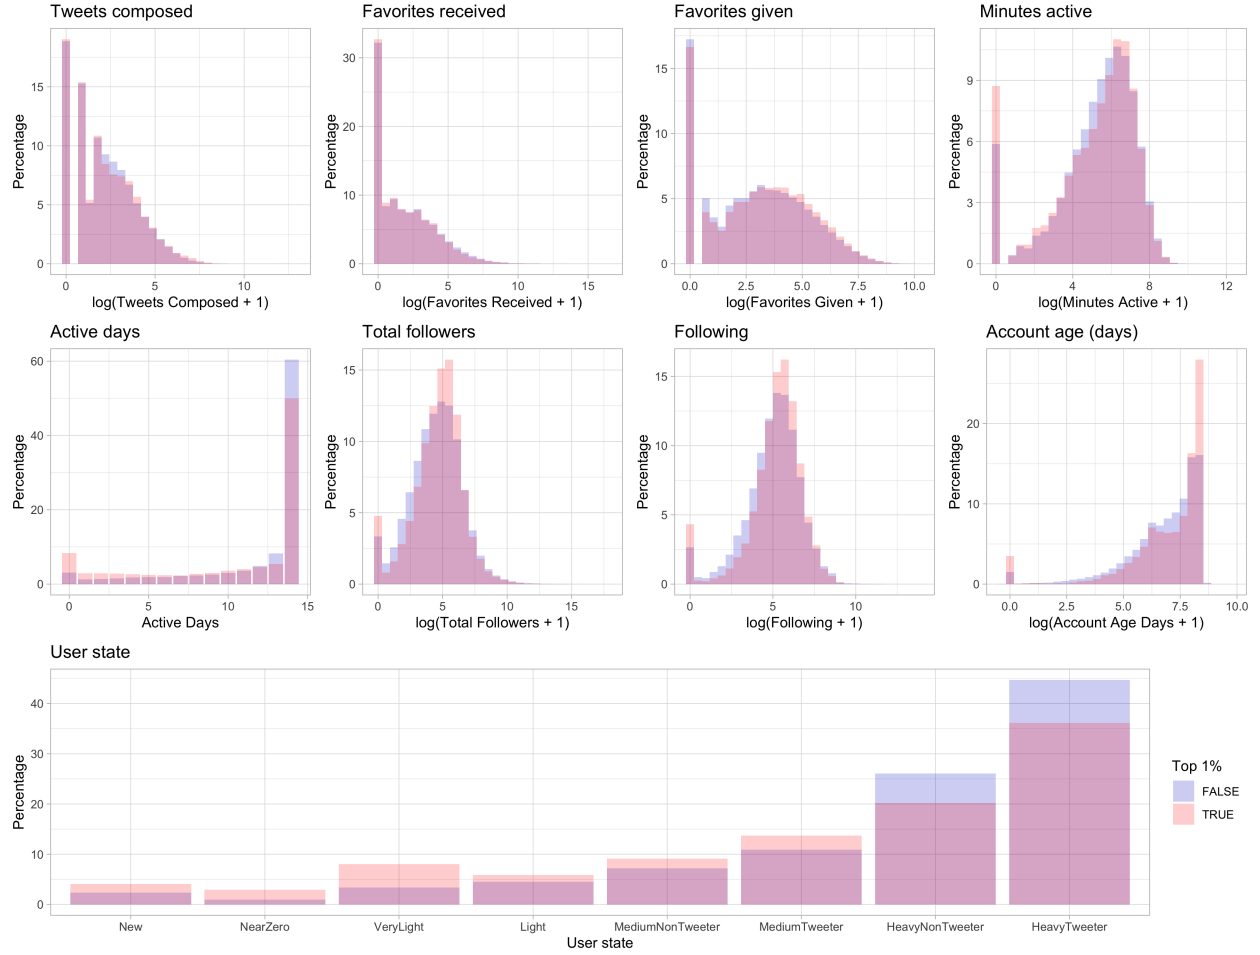 Tweets composed
Percentage
15
10
5
0
0 5 10
log(Tweets Composed + 1)
Favorites received
Percentage
30
20
10
0
0 5 10 15
log(Favorites Received + 1)
Favorites given
Percentage
15
10
5
0
0.0 2.5 5.0 7.5 10.0
log(Favorites Given + 1)
Minutes active
Percentage
9
6
3
0
0 4 8 12
log(Minutes Active + 1)
Active days
Percentage
60
40
20
0
0 5 10 15
Active Days
Total followers
Percentage
15
10
5
0
0 5 10 15
log(Total Followers + 1)
Following
Percentage
15
10
5
0
0 5 10
log(Following + 1)
Account age (days)
Percentage
20
10
0
0.0 2.5 5.0 7.5 10.0
log(Account Age Days + 1)
User state
Percentage
40
30
20
10
0
New NearZero VeryLight Light MediumNonTweeter MediumTweeter HeavyNonTweeter HeavyTweeter
User state
Top 1%
FALSE
TRUE